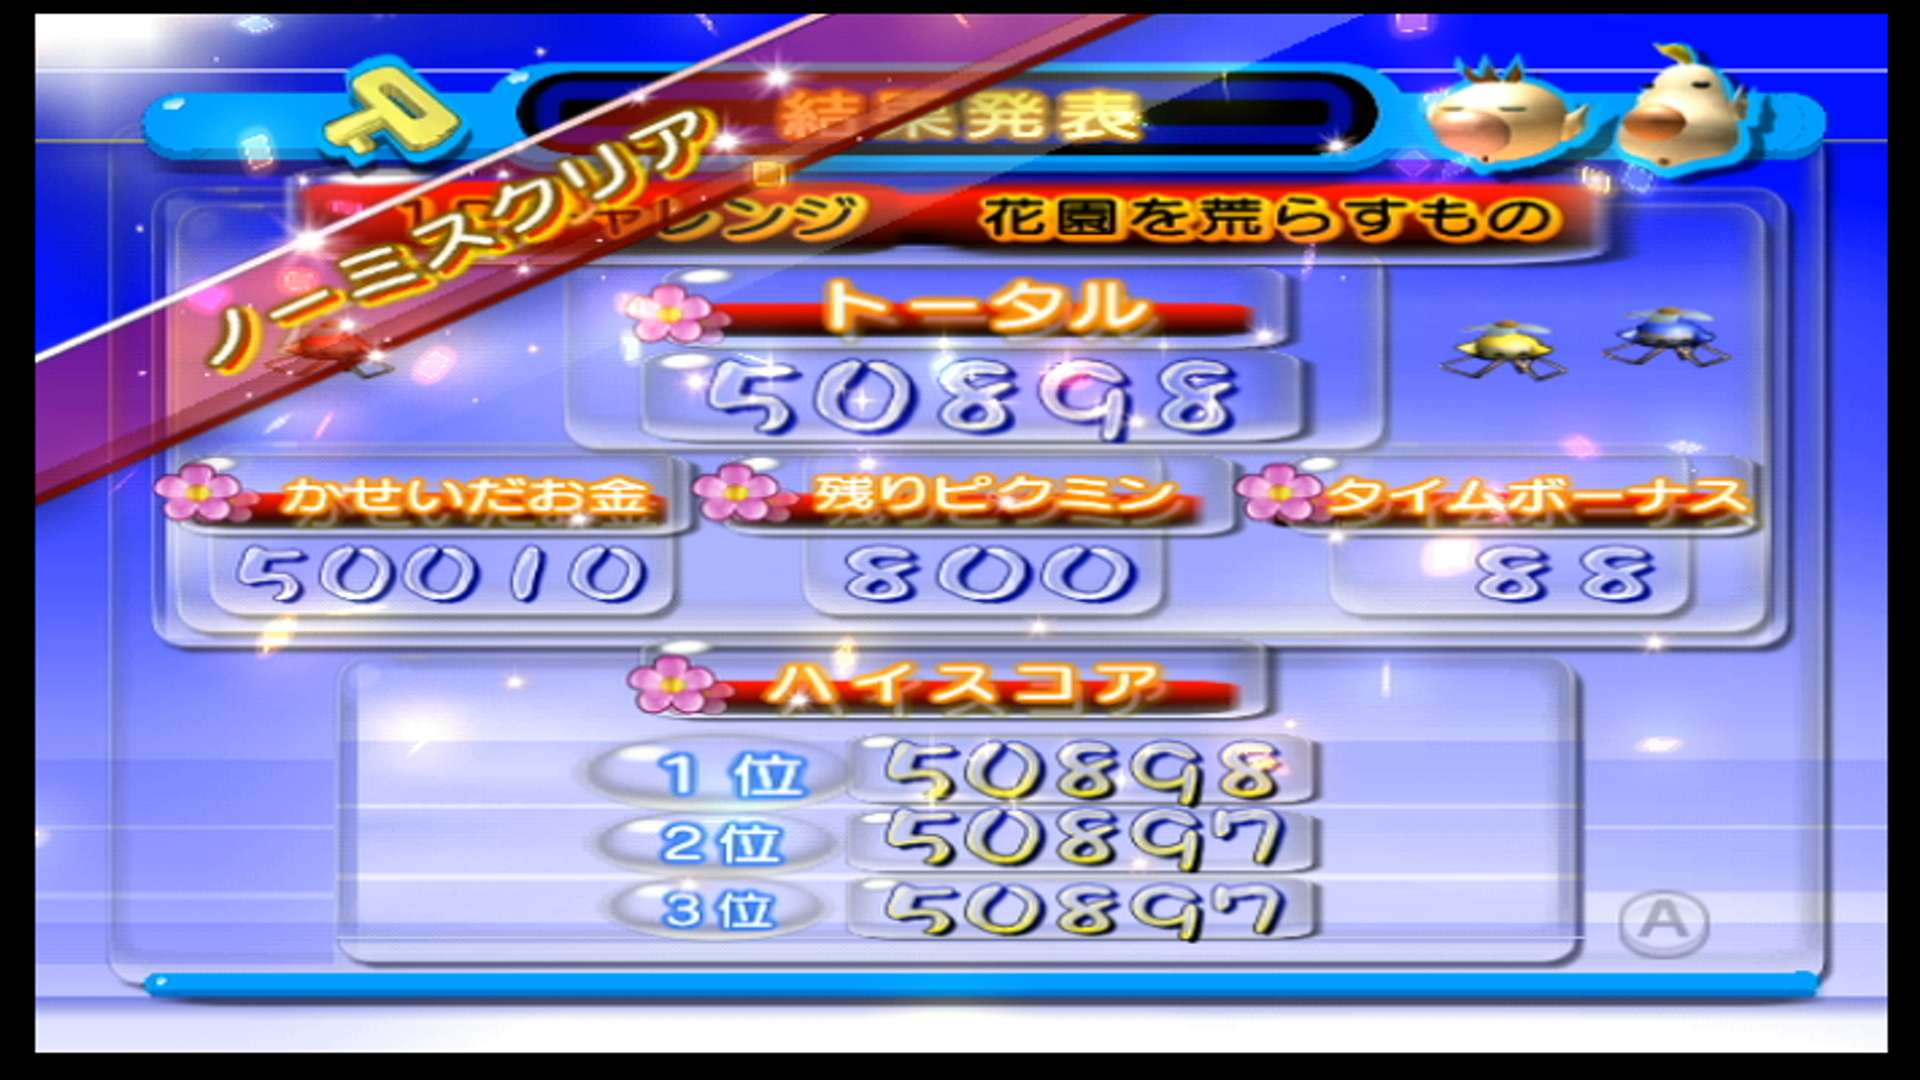 結果発表
ノーミスクリア
チャレンジ 花園を荒らすもの
トータル
50898
かせいだお金 残りピクミン タイムボーナス
50010 800 88
ハイスコア
1位 50898
2位 50897
3位 50897
A